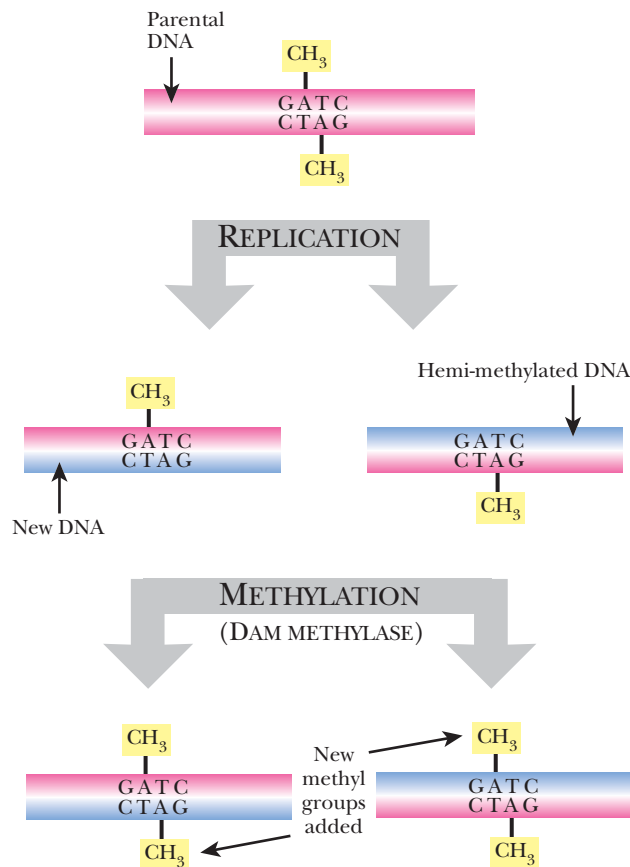 Parental
DNA
CH3
GATC
CTAG
CH3
REPLICATION
Hemi-methylated DNA
CH3
GATC
CTAG
New DNA
GATC
CTAG
CH3
METHYLATION
(DAM METHYLASE)
CH3
GATC
CTAG
CH3
New
methyl
groups
added
CH3
GATC
CTAG
CH3